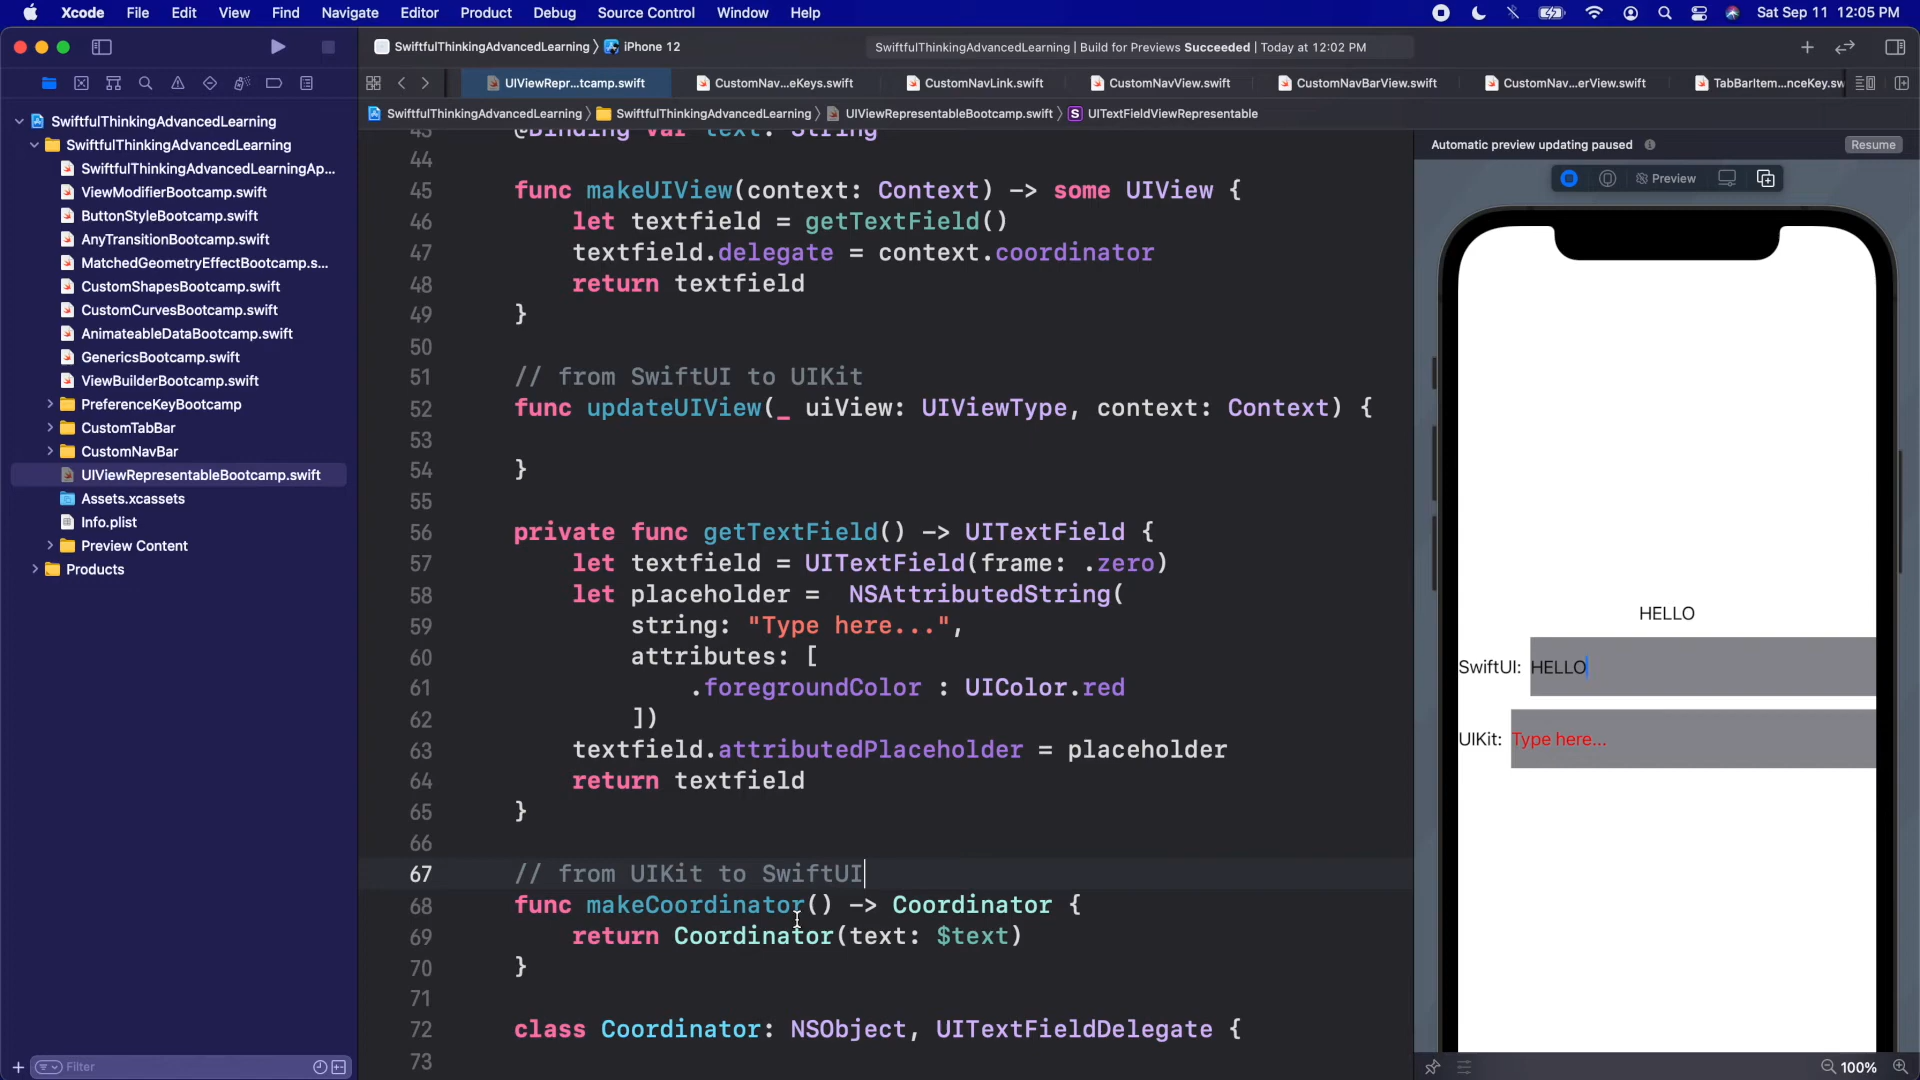 Xcode File Edit View Find Navigate Editor Product Debug Source Control Window Help Sat Sep 11 12:05 PM
SwiftfulThinkingAdvancedLearning 〉 iPhone 12
SwiftfulThinkingAdvancedLearning | Build for Previews Succeeded | Today at 12:02 PM
UIViewRepr...tcamp.swift
CustomNav...eKeys.swift
CustomNavLink.swift
CustomNavView.swift
CustomNavBarView.swift
CustomNav...erView.swift
TabBarItem...nceKey.sw
SwiftfulThinkingAdvancedLearning 〉 SwiftfulThinkingAdvancedLearning 〉 UIViewRepresentableBootcamp.swift 〉 S UITextFieldViewRepresentable
SwiftfulThinkingAdvancedLearning
SwiftfulThinkingAdvancedLearning
SwiftfulThinkingAdvancedLearningAp...
ViewModifierBootcamp.swift
ButtonStyleBootcamp.swift
AnyTransitionBootcamp.swift
MatchedGeometryEffectBootcamp.s...
CustomShapesBootcamp.swift
CustomCurvesBootcamp.swift
AnimateableDataBootcamp.swift
GenericsBootcamp.swift
ViewBuilderBootcamp.swift
PreferenceKeyBootcamp
CustomTabBar
CustomNavBar
UIViewRepresentableBootcamp.swift
Assets.xcassets
Info.plist
Preview Content
Products
Filter
43 @Binding var text: String
44
45 func makeUIView(context: Context) -> some UIView {
46 let textfield = getTextField()
47 textfield.delegate = context.coordinator
48 return textfield
49 }
50
51 // from SwiftUI to UIKit
52 func updateUIView(_ uiView: UIViewType, context: Context) {
53
54 }
55
56 private func getTextField() -> UITextField {
57 let textfield = UITextField(frame: .zero)
58 let placeholder =  NSAttributedString(
59 string: "Type here...",
60 attributes: [
61 .foregroundColor : UIColor.red
62 ])
63 textfield.attributedPlaceholder = placeholder
64 return textfield
65 }
66
67 // from UIKit to SwiftUI
68 func makeCoordinator() -> Coordinator {
69 return Coordinator(text: $text)
70 }
71
72 class Coordinator: NSObject, UITextFieldDelegate {
73
Automatic preview updating paused
Resume
Preview
HELLO
SwiftUI: HELLO
UIKit: Type here...
100%